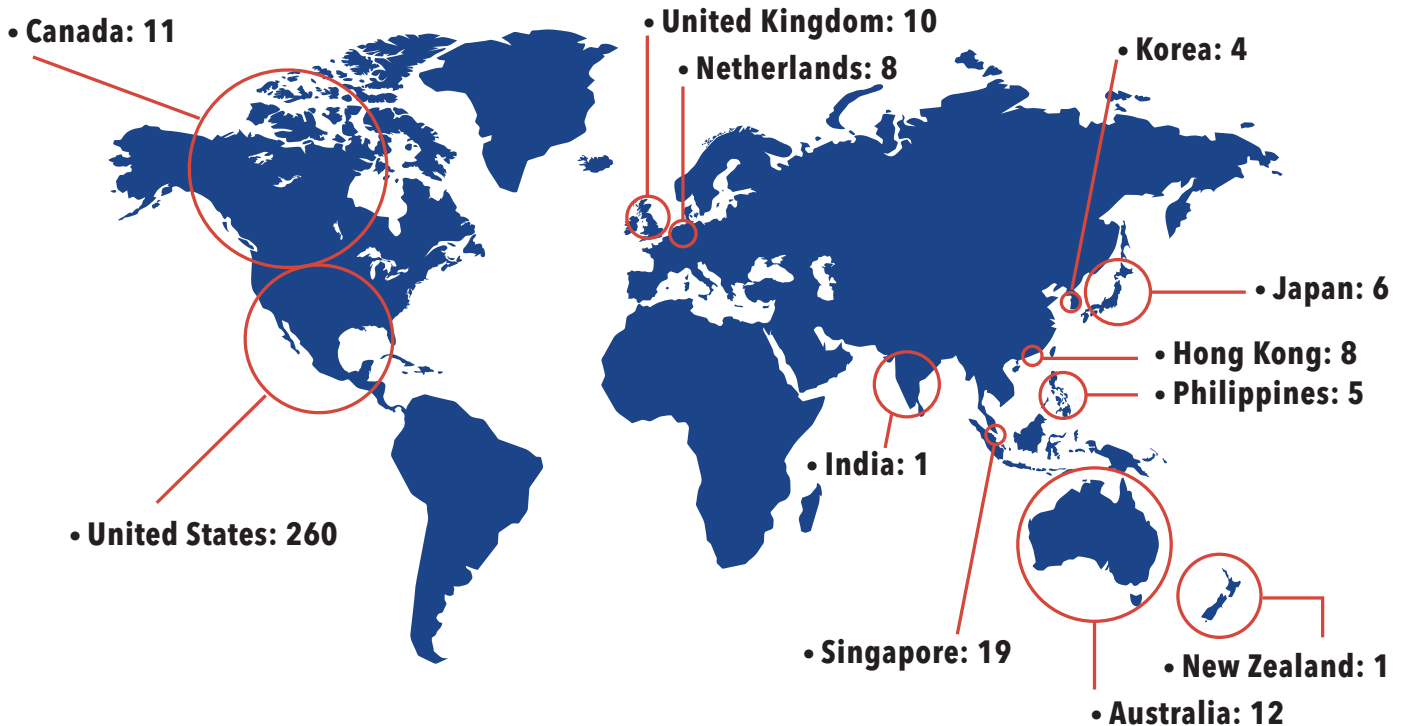 • Canada: 11
• United Kingdom: 10
• Netherlands: 8
• Korea: 4
• Japan: 6
• Hong Kong: 8
• Philippines: 5
• India: 1
• United States: 260
• Singapore: 19
• New Zealand: 1
• Australia: 12